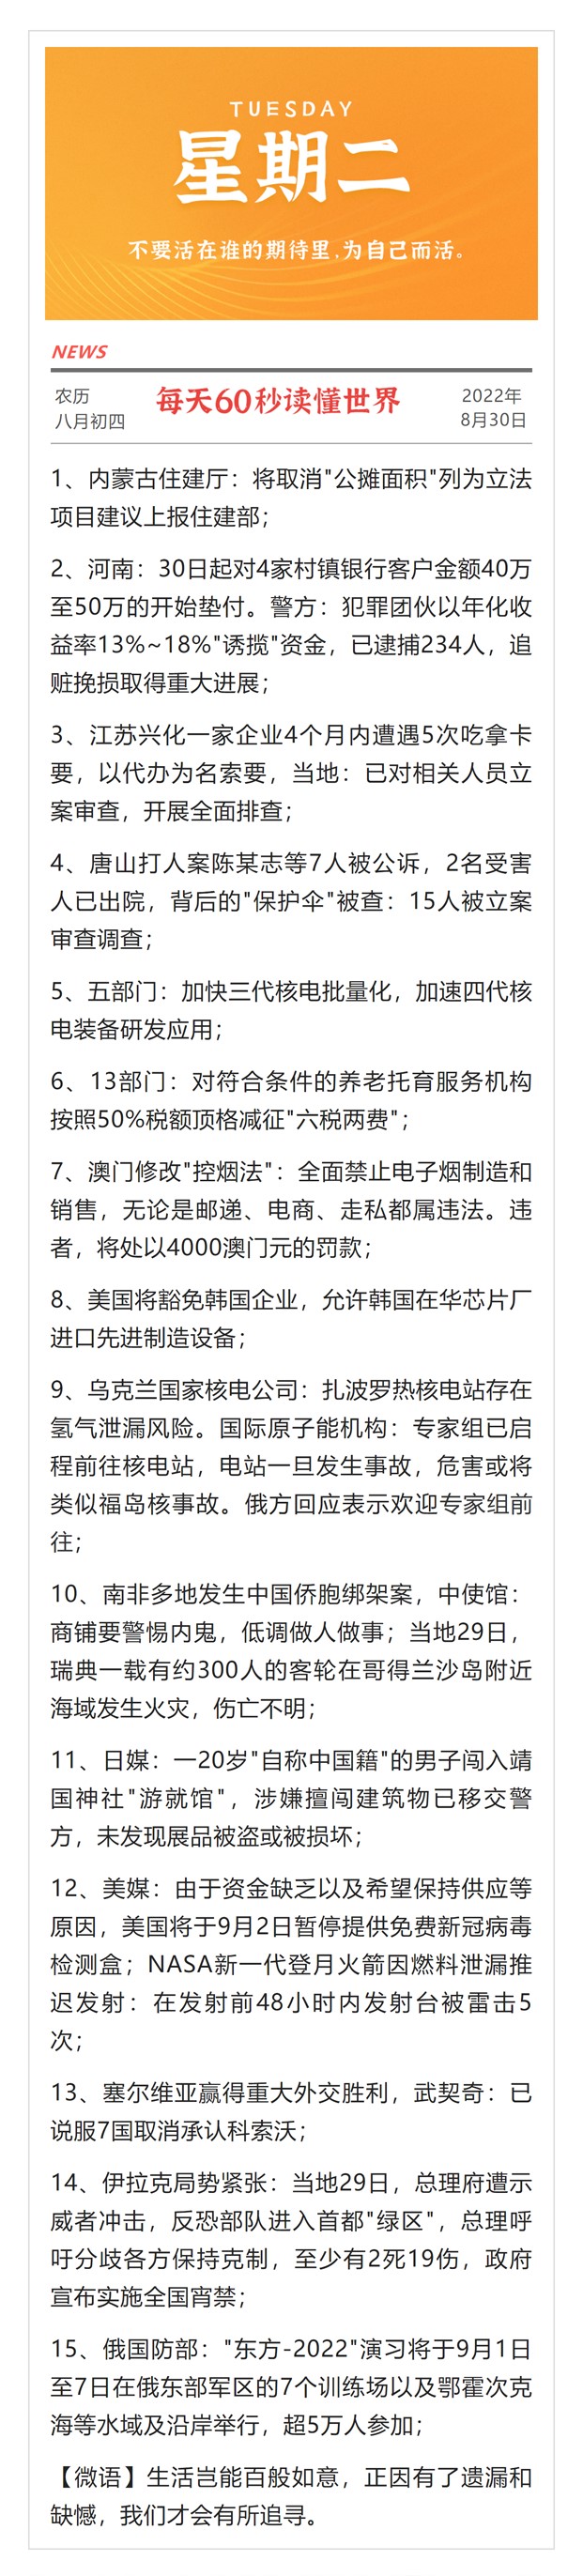 TUESDAY
星期二
不要活在谁的期待里,为自己而活。
NEWS
农历
八月初四
每天60秒读懂世界
2022年
8月30日
1、内蒙古住建厅：将取消"公摊面积"列为立法
项目建议上报住建部；
2、河南：30日起对4家村镇银行客户金额40万
至50万的开始垫付。警方：犯罪团伙以年化收
益率13%~18%"诱揽"资金，已逮捕234人，追
赃挽损取得重大进展；
3、江苏兴化一家企业4个月内遭遇5次吃拿卡
要，以代办为名索要，当地：已对相关人员立
案审查，开展全面排查；
4、唐山打人案陈某志等7人被公诉，2名受害
人已出院，背后的"保护伞"被查：15人被立案
审查调查；
5、五部门：加快三代核电批量化，加速四代核
电装备研发应用；
6、13部门：对符合条件的养老托育服务机构
按照50%税额顶格减征"六税两费"；
7、澳门修改"控烟法"：全面禁止电子烟制造和
销售，无论是邮递、电商、走私都属违法。违
者，将处以4000澳门元的罚款；
8、美国将豁免韩国企业，允许韩国在华芯片厂
进口先进制造设备；
9、乌克兰国家核电公司：扎波罗热核电站存在
氢气泄漏风险。国际原子能机构：专家组已启
程前往核电站，电站一旦发生事故，危害或将
类似福岛核事故。俄方回应表示欢迎专家组前
往；
10、南非多地发生中国侨胞绑架案，中使馆：
商铺要警惕内鬼，低调做人做事；当地29日，
瑞典一载有约300人的客轮在哥得兰沙岛附近
海域发生火灾，伤亡不明；
11、日媒：一20岁"自称中国籍"的男子闯入靖
国神社"游就馆"，涉嫌擅闯建筑物已移交警
方，未发现展品被盗或被损坏；
12、美媒：由于资金缺乏以及希望保持供应等
原因，美国将于9月2日暂停提供免费新冠病毒
检测盒；NASA新一代登月火箭因燃料泄漏推
迟发射：在发射前48小时内发射台被雷击5
次；
13、塞尔维亚赢得重大外交胜利，武契奇：已
说服7国取消承认科索沃；
14、伊拉克局势紧张：当地29日，总理府遭示
威者冲击，反恐部队进入首都"绿区"，总理呼
吁分歧各方保持克制，至少有2死19伤，政府
宣布实施全国宵禁；
15、俄国防部："东方-2022"演习将于9月1日
至7日在俄东部军区的7个训练场以及鄂霍次克
海等水域及沿岸举行，超5万人参加；
【微语】生活岂能百般如意，正因有了遗漏和
缺憾，我们才会有所追寻。